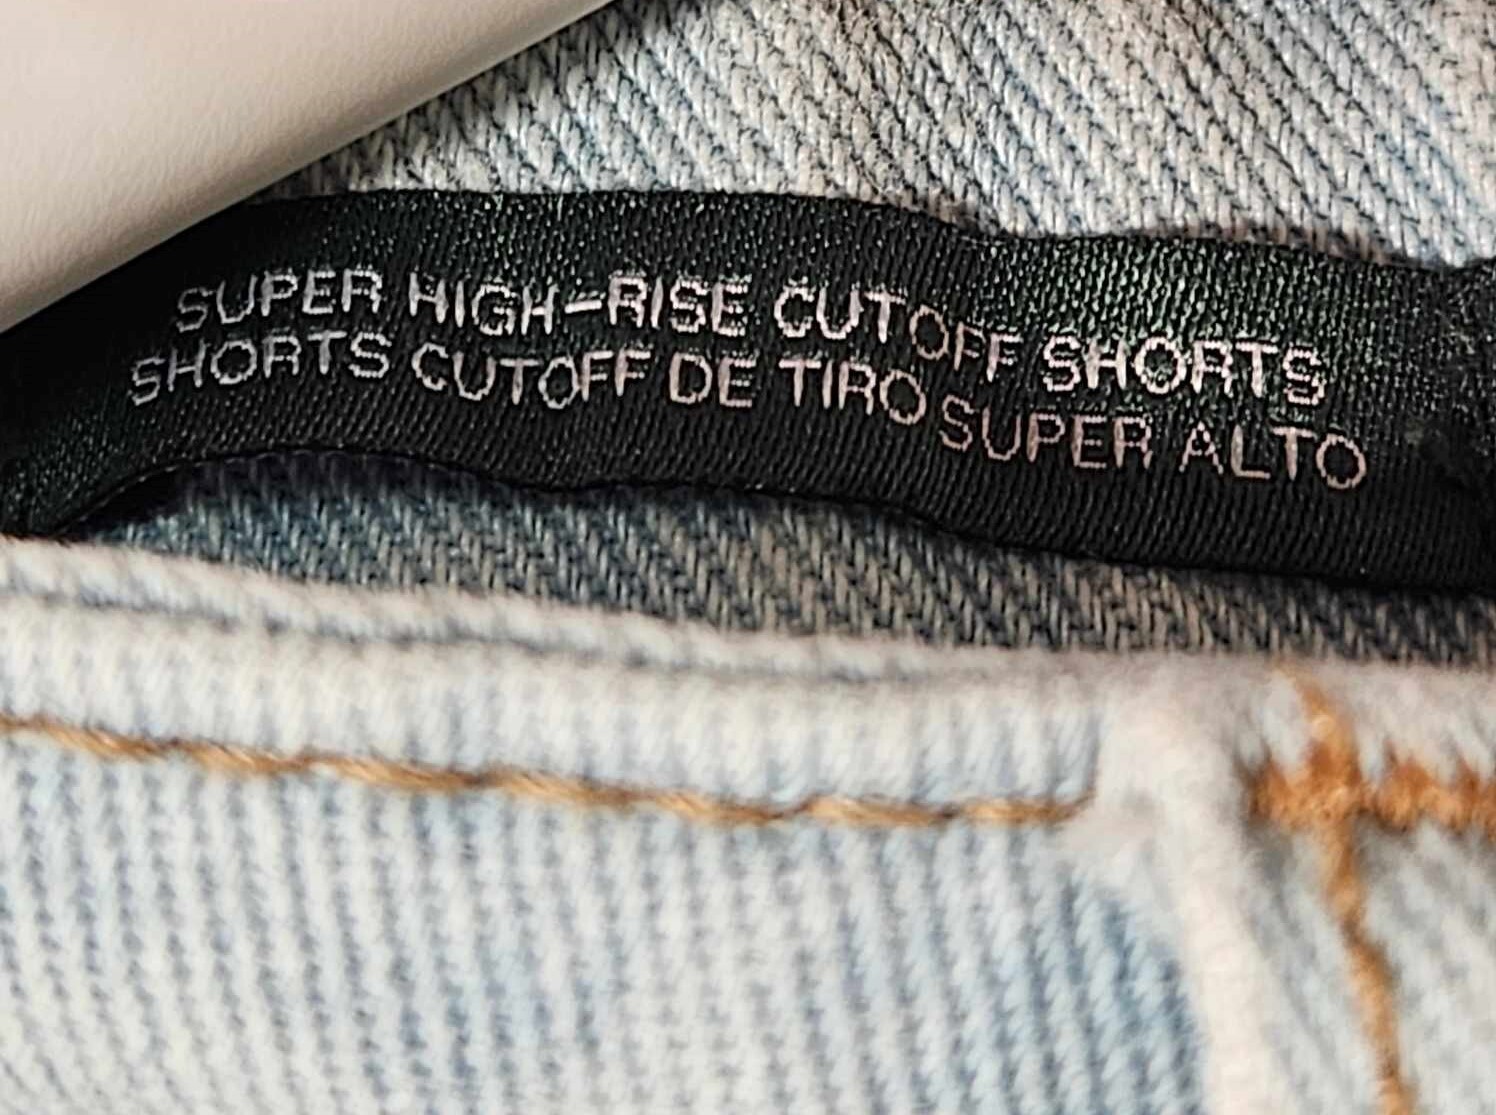 SUPER HIGH-RISE CUTOFF SHORTS
SHORTS CUTOFF DE TIRO SUPER ALTO